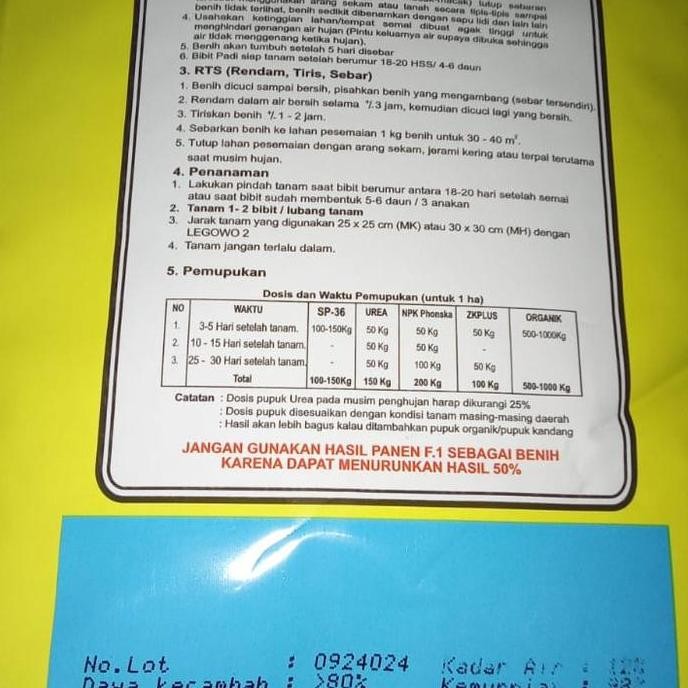 arang sekam atau tanah secara tipis-tipis sampai
benih tidak terlihat, benih sedikit dibenamkan dengan sapu lidi dan lain lain
4. Usahakan ketinggian lahan/tempat semai dibuat agak tinggi untuk
menghindari genangan air hujan (Pintu keluarnya air supaya dibuka sehingga
air tidak menggenang ketika hujan).
5. Benih akan tumbuh setelah 5 hari disebar
6. Bibit Padi siap tanam setelah berumur 18-20 HSS/ 4-6 daun
3. RTS (Rendam, Tiris, Sebar)
1. Benih dicuci sampai bersih, pisahkan benih yang mengambang (sebar tersendiri).
2. Rendam dalam air bersih selama ⁺/. 3 jam, kemudian dicuci lagi yang bersih.
3. Tiriskan benih ⁺/. 1 - 2 jam.
4. Sebarkan benih ke lahan pesemaian 1 kg benih untuk 30 - 40 m².
5. Tutup lahan pesemaian dengan arang sekam, jerami kering atau terpal terutama
saat musim hujan.
4. Penanaman
1. Lakukan pindah tanam saat bibit berumur antara 18-20 hari setelah semai
atau saat bibit sudah membentuk 5-6 daun / 3 anakan
2. Tanam 1- 2 bibit / lubang tanam
3. Jarak tanam yang digunakan 25 x 25 cm (MK) atau 30 x 30 cm (MH) dengan
LEGOWO 2
4. Tanam jangan terlalu dalam.
5. Pemupukan
Dosis dan Waktu Pemupukan (untuk 1 ha)
NO WAKTU SP-36 UREA NPK Phonska ZKPLUS ORGANIK
1. 3-5 Hari setelah tanam. 100-150Kg 50 Kg 50 Kg 50 Kg 500-1000Kg
2. 10 - 15 Hari setelah tanam. - 50 Kg 50 Kg -
3. 25 - 30 Hari setelah tanam. - 50 Kg 100 Kg 50 Kg
Total 100-150Kg 150 Kg 200 Kg 100 Kg 500-1000 Kg
Catatan : Dosis pupuk Urea pada musim penghujan harap dikurangi 25%
: Dosis pupuk disesuaikan dengan kondisi tanam masing-masing daerah
: Hasil akan lebih bagus kalau ditambahkan pupuk organik/pupuk kandang
JANGAN GUNAKAN HASIL PANEN F.1 SEBAGAI BENIH
KARENA DAPAT MENURUNKAN HASIL 50%
No.Lot : 0924024 Kadar Air :
Daya kecambah : >80%